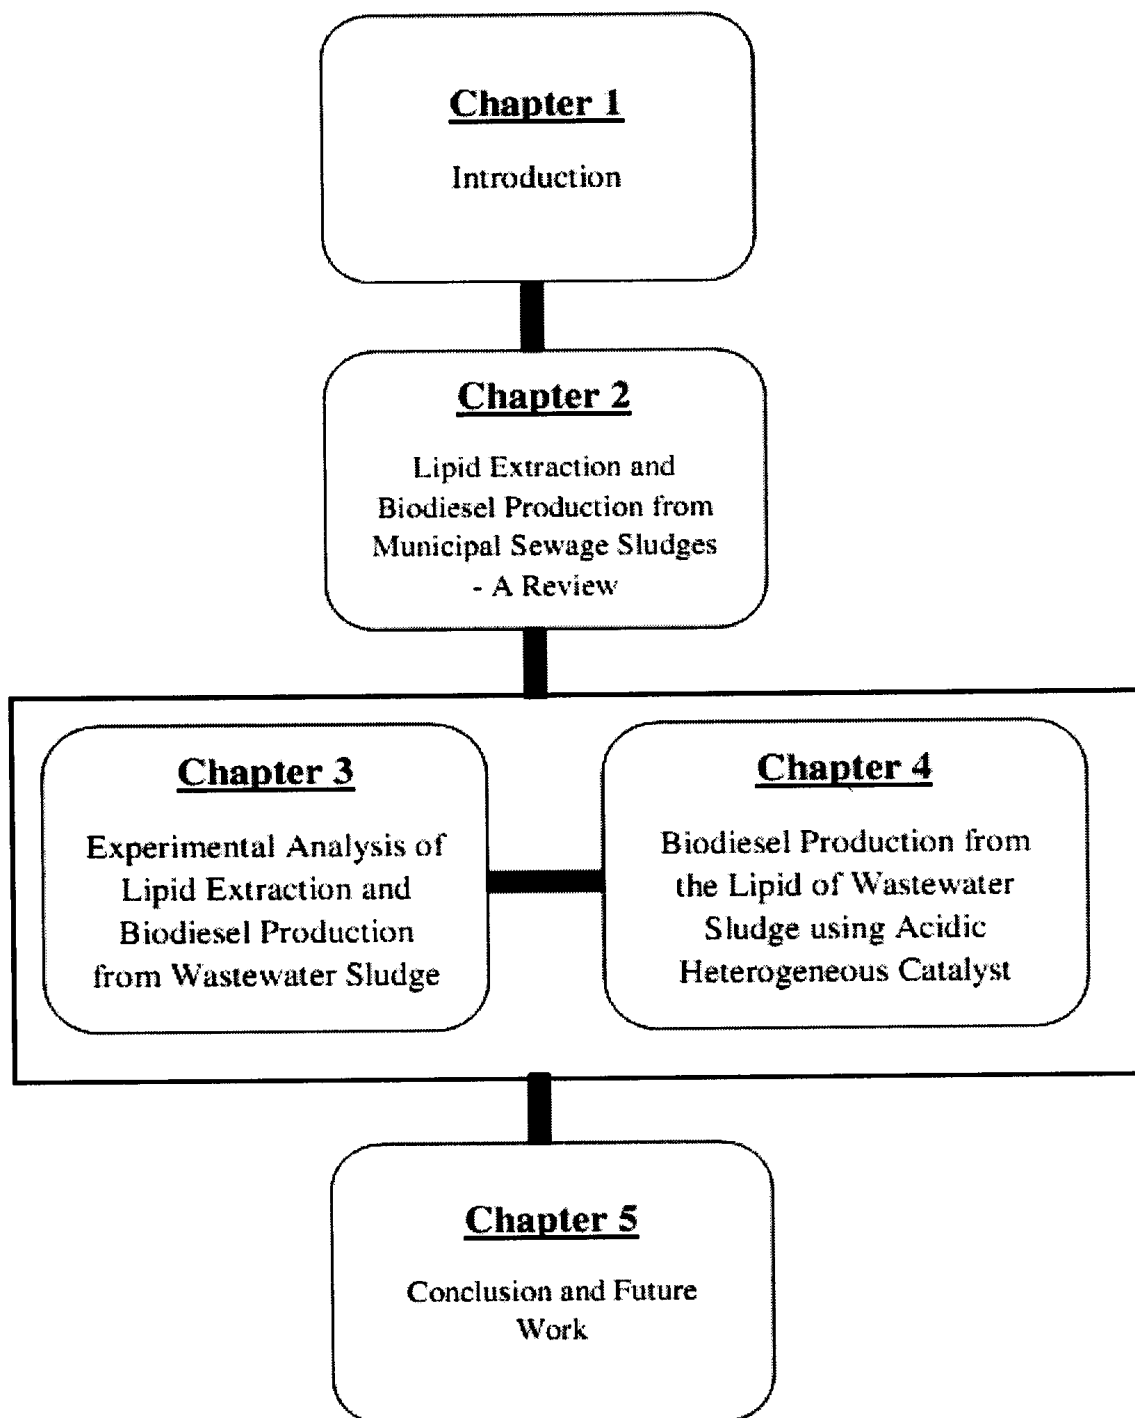 Chapter 1
Introduction
Chapter 2
Lipid Extraction and
Biodiesel Production from
Municipal Sewage Sludges
- A Review
Chapter 3
Experimental Analysis of
Lipid Extraction and
Biodiesel Production
from Wastewater Sludge
Chapter 4
Biodiesel Production from
the Lipid of Wastewater
Sludge using Acidic
Heterogeneous Catalyst
Chapter 5
Conclusion and Future
Work